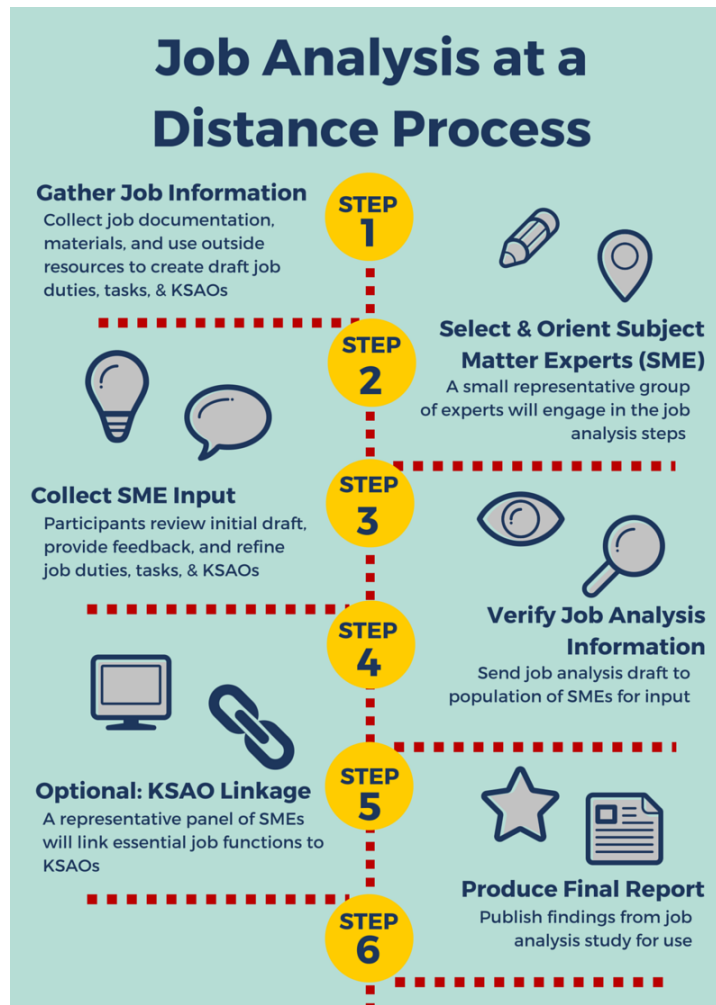 Job Analysis at a
Distance Process
STEP
1
Gather Job Information
Collect job documentation,
materials, and use outside
resources to create draft job
duties, tasks, & KSAOs
STEP
2
Select & Orient Subject
Matter Experts (SME)
A small representative group
of experts will engage in the job
analysis steps
STEP
3
Collect SME Input
Participants review initial draft,
provide feedback, and refine
job duties, tasks, & KSAOs
STEP
4
Verify Job Analysis
Information
Send job analysis draft to
population of SMEs for input
STEP
5
Optional: KSAO Linkage
A representative panel of SMEs
will link essential job functions to
KSAOs
STEP
6
Produce Final Report
Publish findings from job
analysis study for use